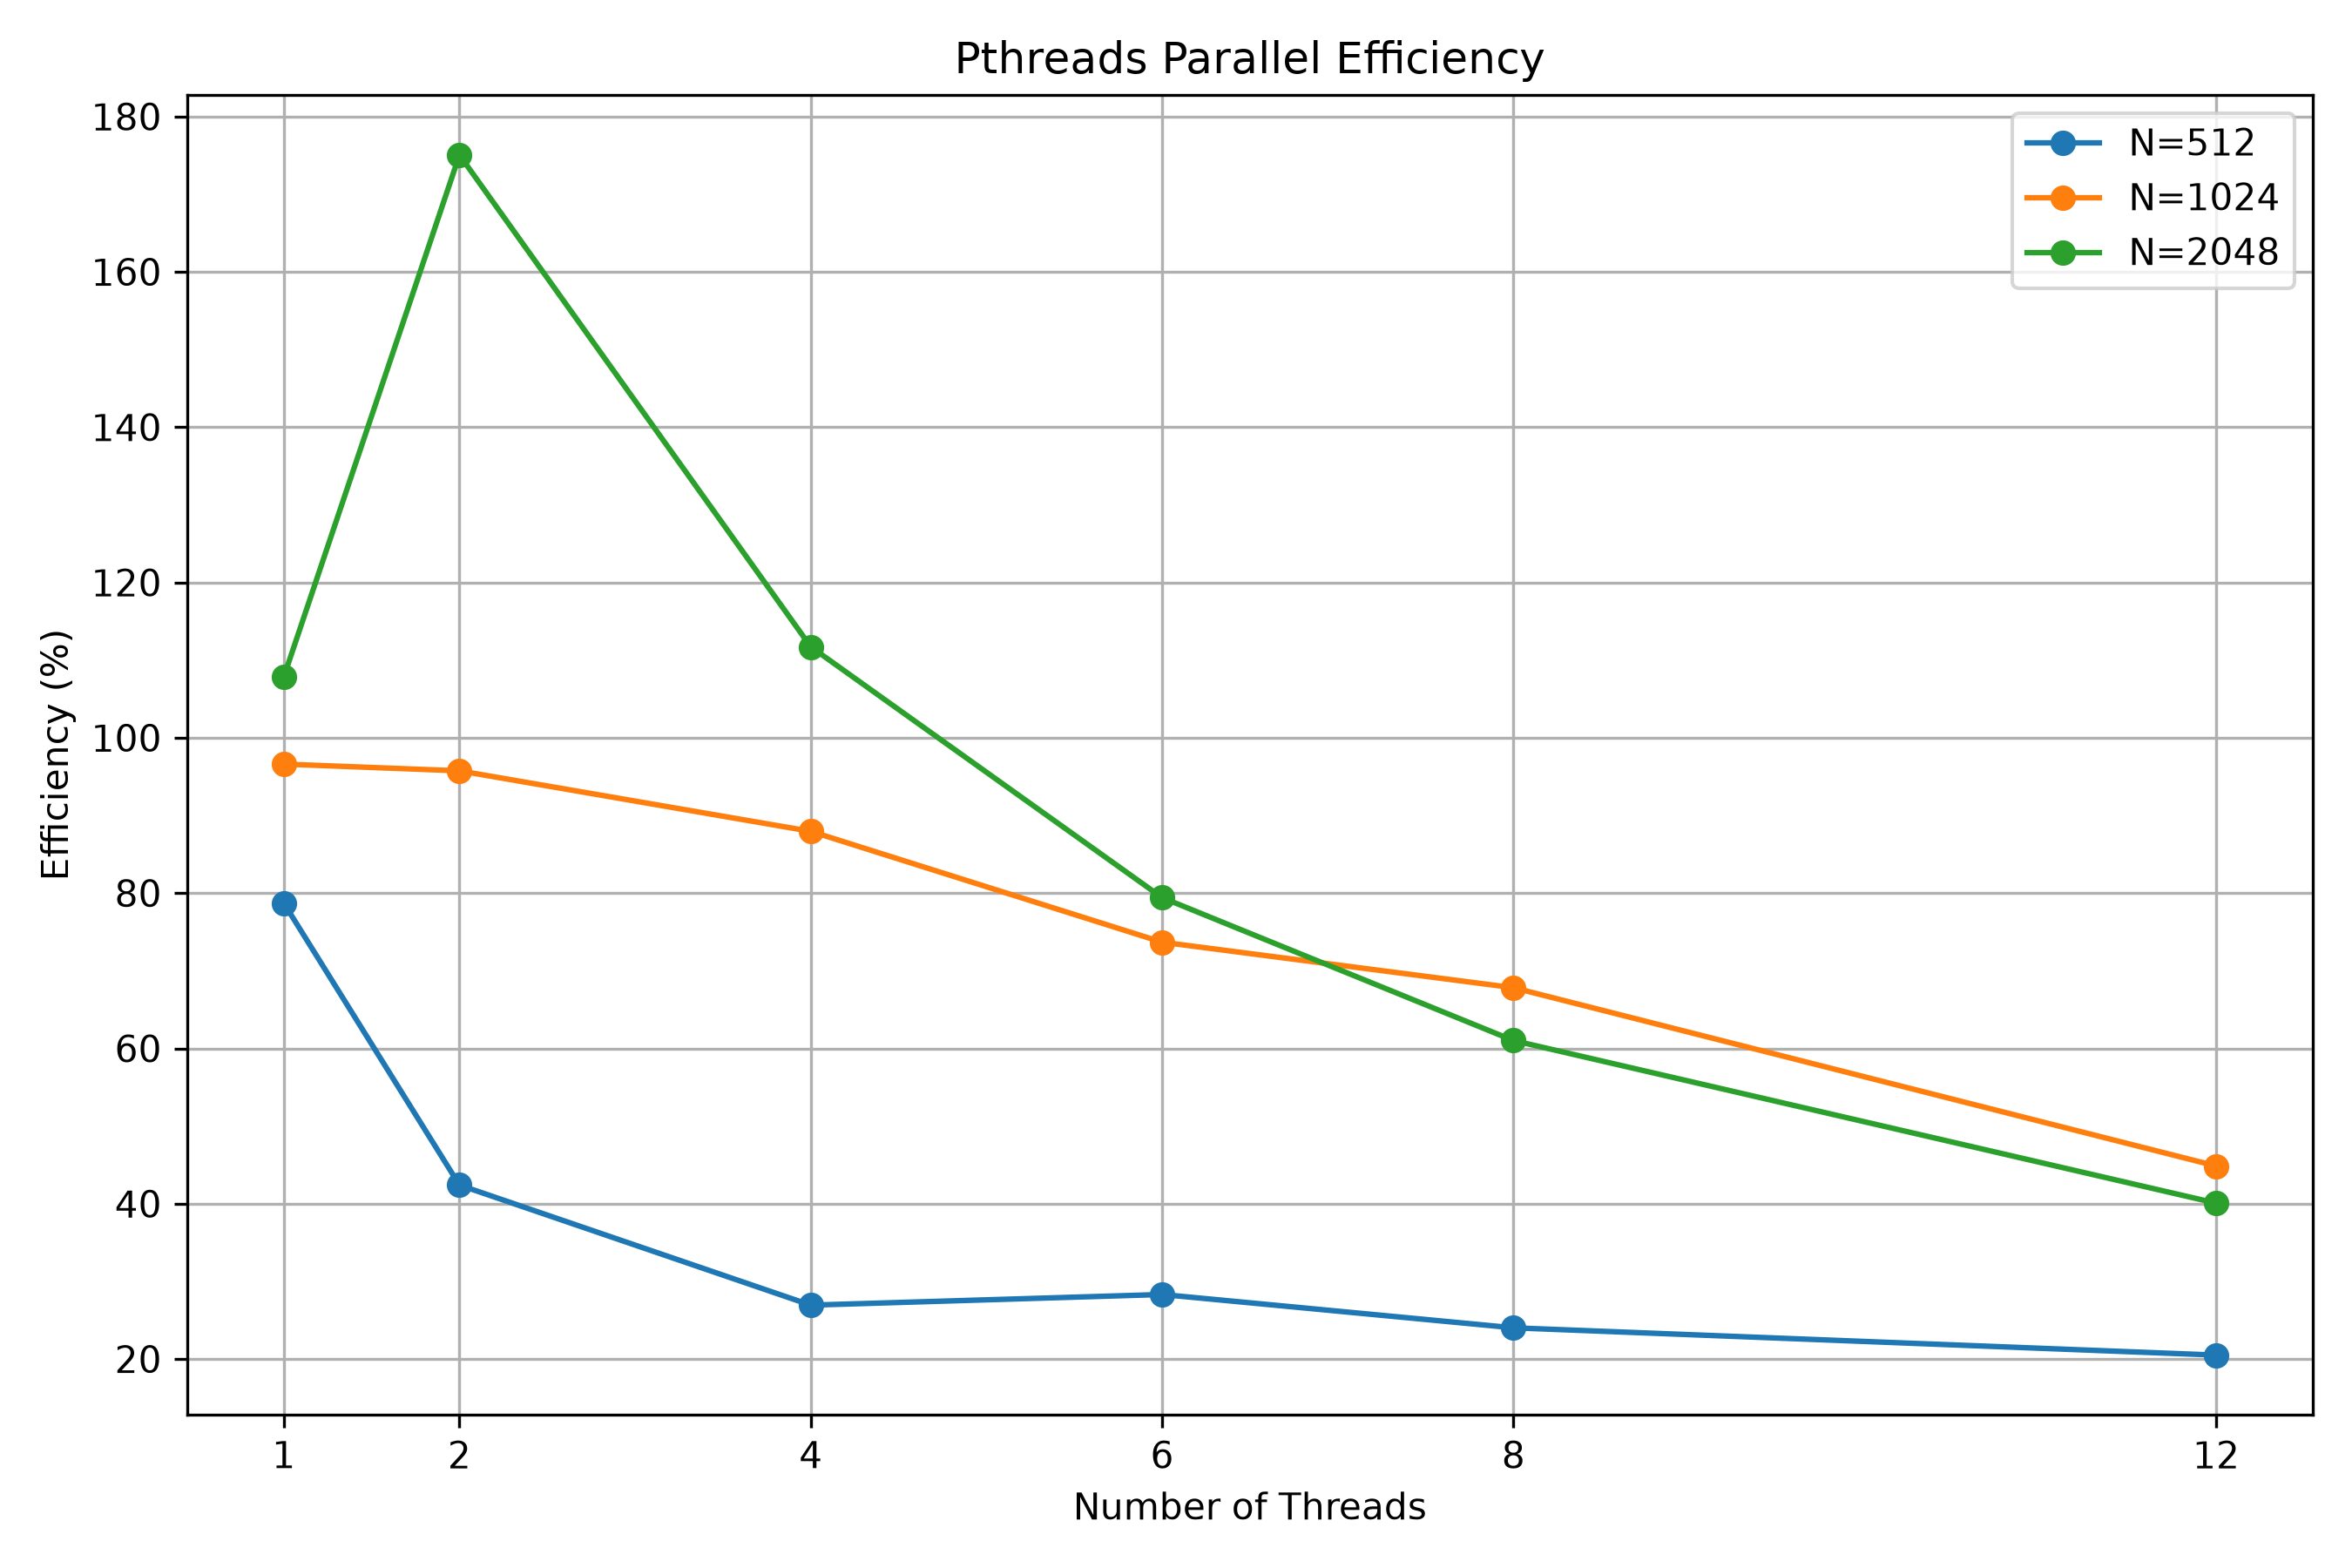 Pthreads Parallel Efficiency
N=512
N=1024
N=2048
180
160
140
120
100
80
60
40
20
Efficiency (%)
1 2 4 6 8 12
Number of Threads